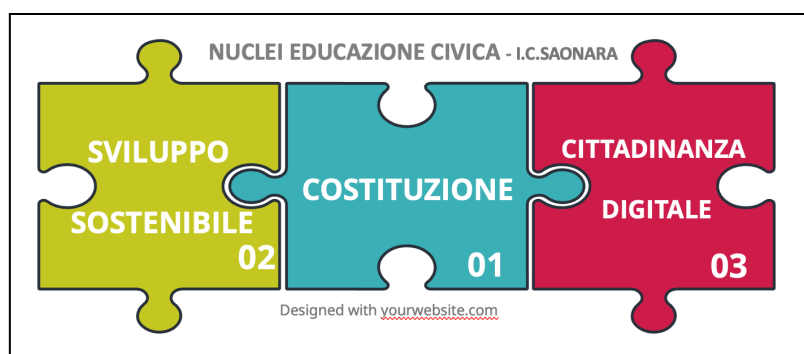 NUCLEI EDUCAZIONE CIVICA - I.C.SAONARA
SVILUPPO
SOSTENIBILE
02
COSTITUZIONE
01
CITTADINANZA
DIGITALE
03
Designed with yourwebsite.com